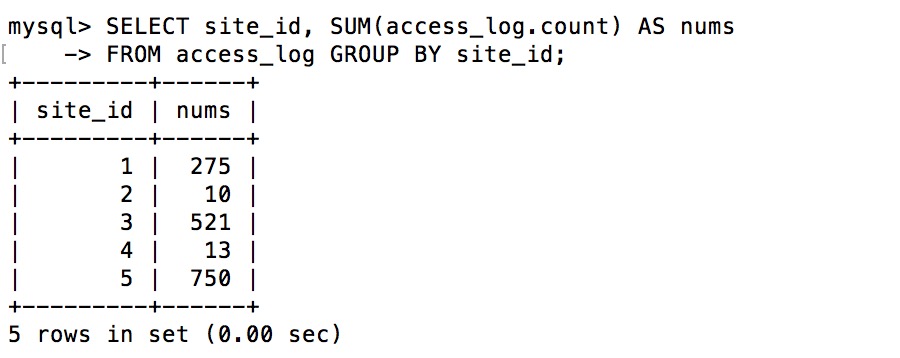 mysql> SELECT site_id, SUM(access_log.count) AS nums
[    -> FROM access_log GROUP BY site_id;
+---------+------+
| site_id | nums |
+---------+------+
|       1 |  275 |
|       2 |   10 |
|       3 |  521 |
|       4 |   13 |
|       5 |  750 |
+---------+------+
5 rows in set (0.00 sec)